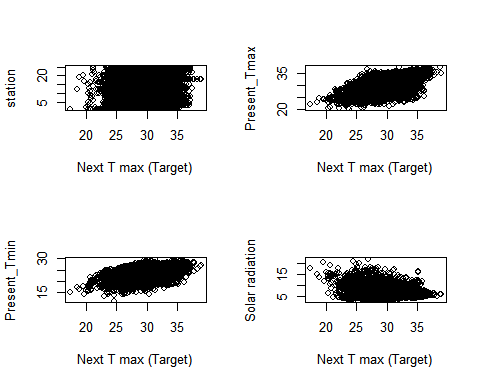 station
5
20
20 25 30 35
Next T max (Target)
Present_Tmax
20
35
20 25 30 35
Next T max (Target)
Present_Tmin
15
30
20 25 30 35
Next T max (Target)
Solar radiation
5
15
20 25 30 35
Next T max (Target)